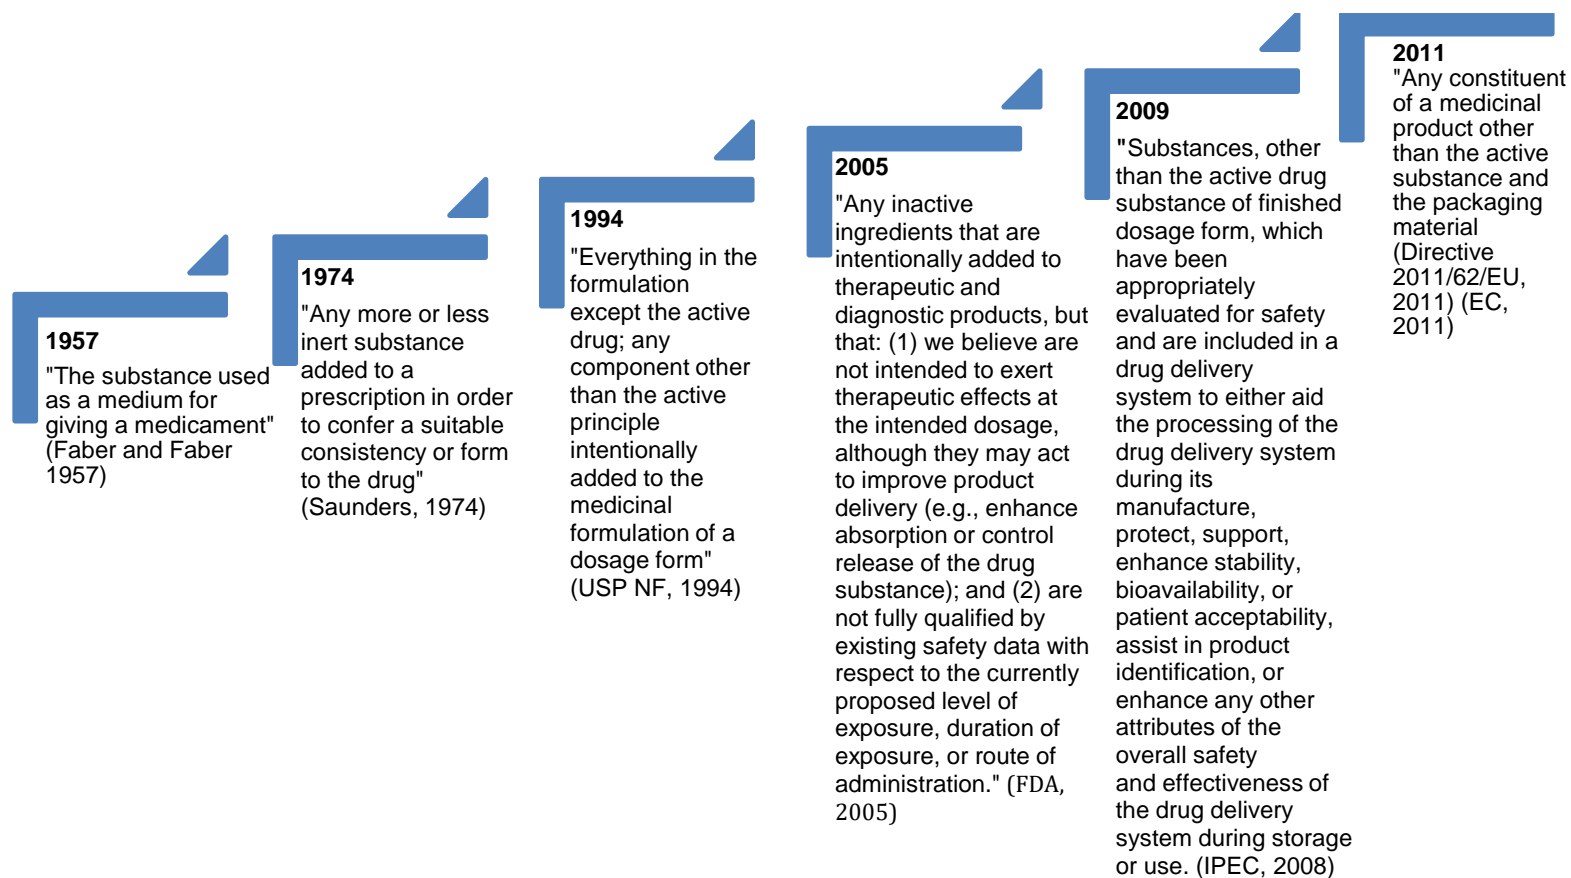 1957
"The substance used
as a medium for
giving a medicament"
(Faber and Faber
1957)
1974
"Any more or less
inert substance
added to a
prescription in order
to confer a suitable
consistency or form
to the drug"
(Saunders, 1974)
1994
"Everything in the
formulation
except the active
drug; any
component other
than the active
principle
intentionally
added to the
medicinal
formulation of a
dosage form"
(USP NF, 1994)
2005
"Any inactive
ingredients that are
intentionally added to
therapeutic and
diagnostic products, but
that: (1) we believe are
not intended to exert
therapeutic effects at
the intended dosage,
although they may act
to improve product
delivery (e.g., enhance
absorption or control
release of the drug
substance); and (2) are
not fully qualified by
existing safety data with
respect to the currently
proposed level of
exposure, duration of
exposure, or route of
administration." (FDA,
2005)
2009
"Substances, other
than the active drug
substance of finished
dosage form, which
have been
appropriately
evaluated for safety
and are included in a
drug delivery
system to either aid
the processing of the
drug delivery system
during its
manufacture,
protect, support,
enhance stability,
bioavailability, or
patient acceptability,
assist in product
identification, or
enhance any other
attributes of the
overall safety
and effectiveness of
the drug delivery
system during storage
or use. (IPEC, 2008)
2011
"Any constituent
of a medicinal
product other
than the active
substance and
the packaging
material
(Directive
2011/62/EU,
2011) (EC,
2011)